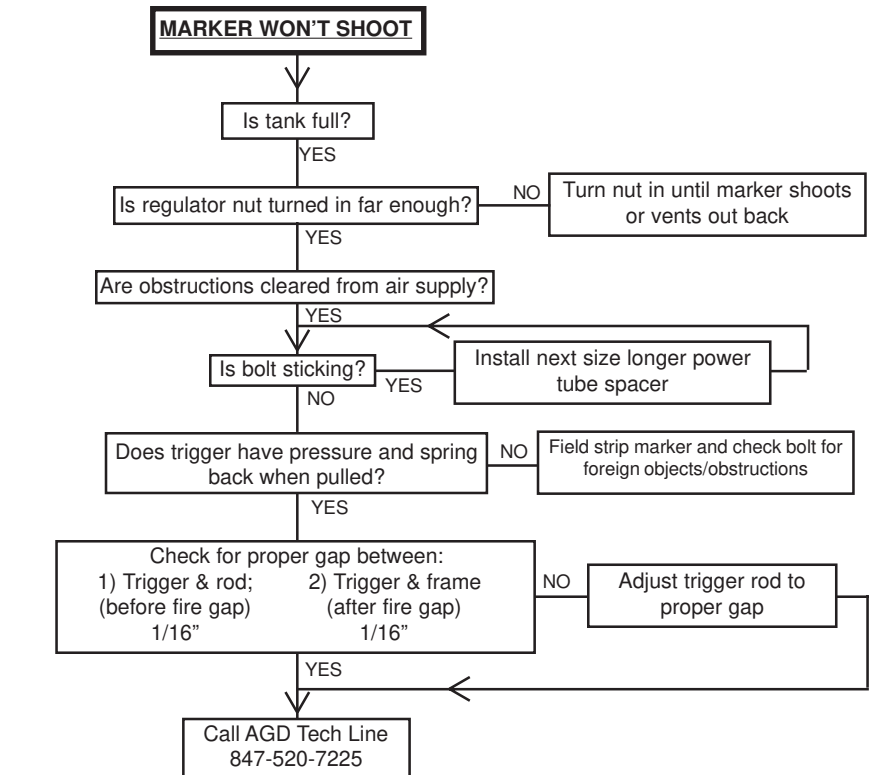 MARKER WON'T SHOOT
Is tank full?
YES
Is regulator nut turned in far enough?
NO
Turn nut in until marker shoots
or vents out back
YES
Are obstructions cleared from air supply?
YES
Is bolt sticking?
YES
Install next size longer power
tube spacer
NO
Does trigger have pressure and spring
back when pulled?
NO
Field strip marker and check bolt for
foreign objects/obstructions
YES
Check for proper gap between:
1) Trigger & rod; 2) Trigger & frame
(before fire gap) (after fire gap)
1/16” 1/16”
NO
Adjust trigger rod to
proper gap
YES
Call AGD Tech Line
847-520-7225